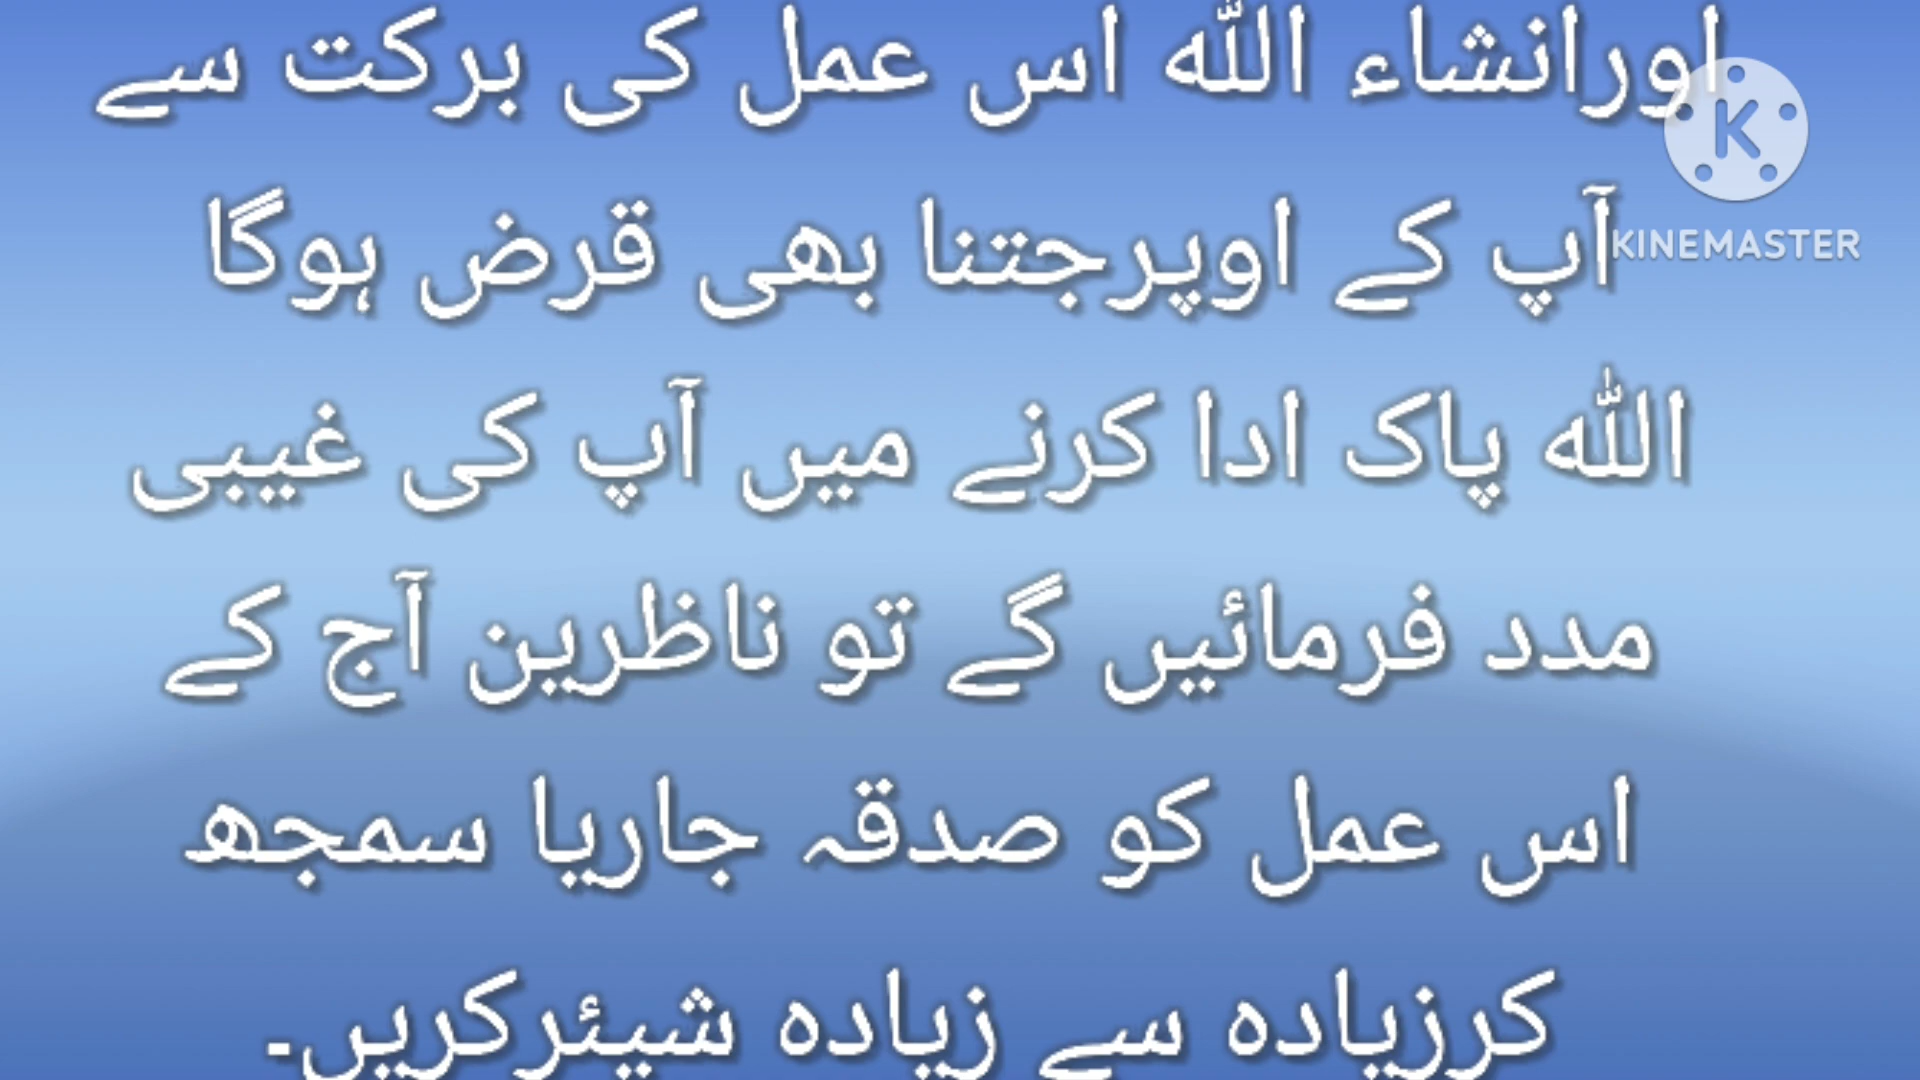 اورانشاء اللہ اس عمل کی برکت سے
آپ کے اوپرجتنا بھی قرض ہوگا
اللہ پاک ادا کرنے میں آپ کی غیبی
مدد فرمائیں گے تو ناظرین آج کے
اس عمل کو صدقہ جاریا سمجھ
کرزیادہ سے زیادہ شیئرکریں۔
K
KINEMASTER